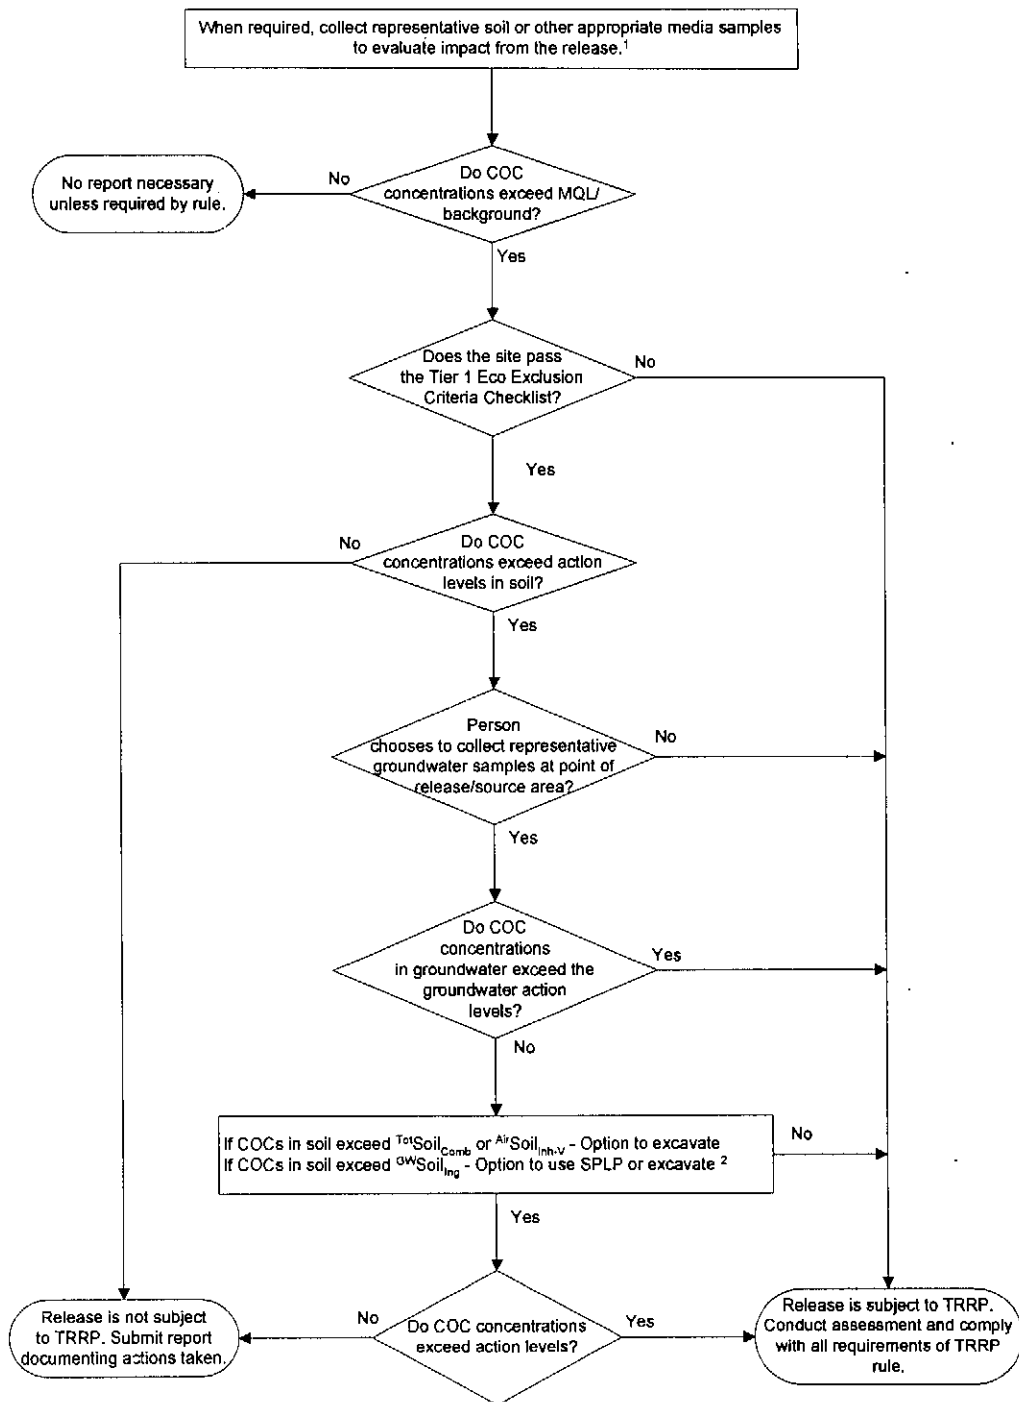 When required, collect representative soil or other appropriate media samples
to evaluate impact from the release.1
Do COC
concentrations exceed MQL/
background?
No
No report necessary
unless required by rule.
Yes
Does the site pass
the Tier 1 Eco Exclusion
Criteria Checklist?
No
Yes
Do COC
concentrations exceed action
levels in soil?
No
Yes
Person
chooses to collect representative
groundwater samples at point of
release/source area?
No
Yes
Do COC
concentrations
in groundwater exceed the
groundwater action
levels?
Yes
No
If COCs in soil exceed TotSoilComb or AirSoilInh-V - Option to excavate
If COCs in soil exceed GWSoilIng - Option to use SPLP or excavate 2
No
Yes
Do COC concentrations
exceed action levels?
No
Yes
Release is not subject
to TRRP. Submit report
documenting actions taken.
Release is subject to TRRP.
Conduct assessment and comply
with all requirements of TRRP
rule.